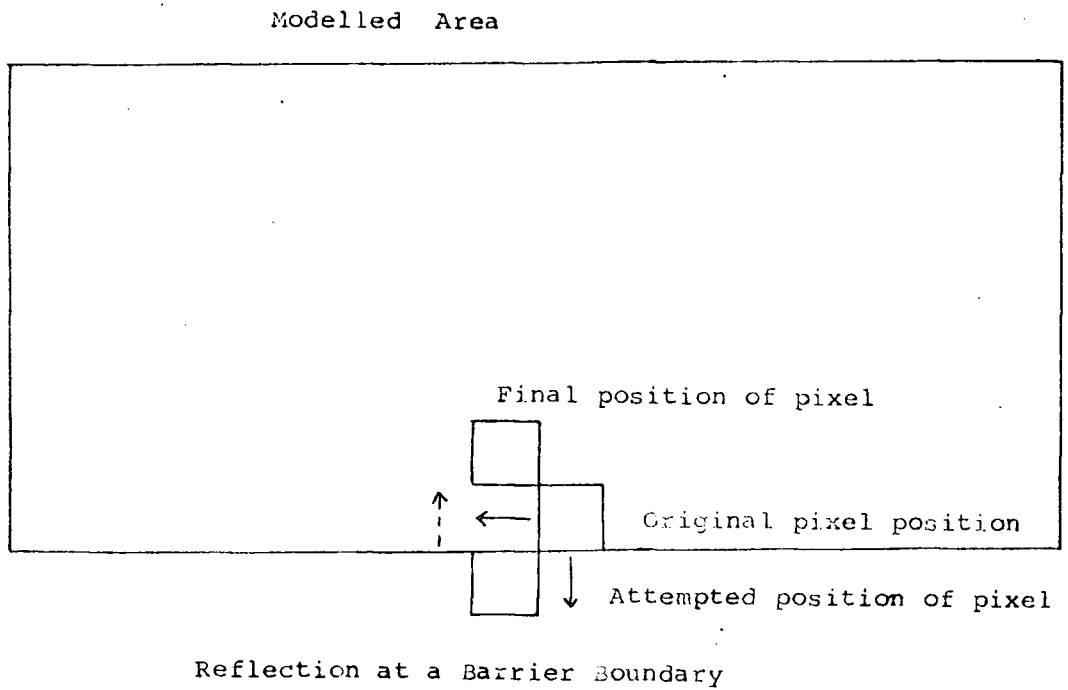 Modelled Area
Final position of pixel
Original pixel position
Attempted position of pixel
Reflection at a Barrier Boundary